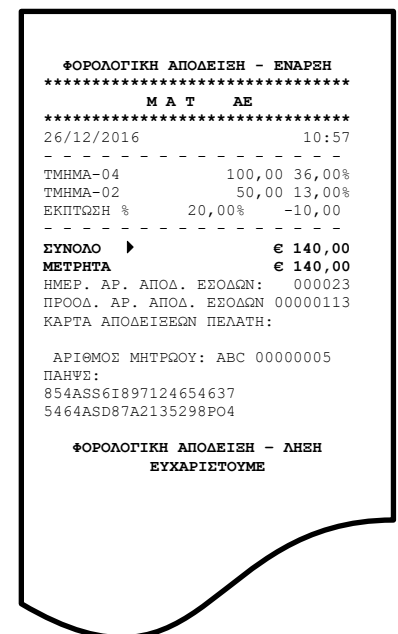 ΦΟΡΟΛΟΓΙΚΗ ΑΠΟΔΕΙΞΗ - ΕΝΑΡΞΗ
********************************
Μ Α Τ ΑΕ
********************************
26/12/2016 10:57
- - - - - - - - - - - - - - - -
ΤΜΗΜΑ-04 100,00 36,00%
ΤΜΗΜΑ-02 50,00 13,00%
ΕΚΠΤΩΣΗ % 20,00% -10,00
- - - - - - - - - - - - - - - -
ΣΥΝΟΛΟ € 140,00
ΜΕΤΡΗΤΑ € 140,00
ΗΜΕΡ. ΑΡ. ΑΠΟΔ. ΕΣΟΔΩΝ: 000023
ΠΡΟΟΔ. ΑΡ. ΑΠΟΔ. ΕΣΟΔΩΝ 00000113
ΚΑΡΤΑ ΑΠΟΔΕΙΞΕΩΝ ΠΕΛΑΤΗ:
ΑΡΙΘΜΟΣ ΜΗΤΡΩΟΥ: ABC 00000005
ΠΑΗΨΣ:
854ASS6I897124654637
5464ASD87A2135298PO4
ΦΟΡΟΛΟΓΙΚΗ ΑΠΟΔΕΙΞΗ – ΛΗΞΗ
ΕΥΧΑΡΙΣΤΟΥΜΕ